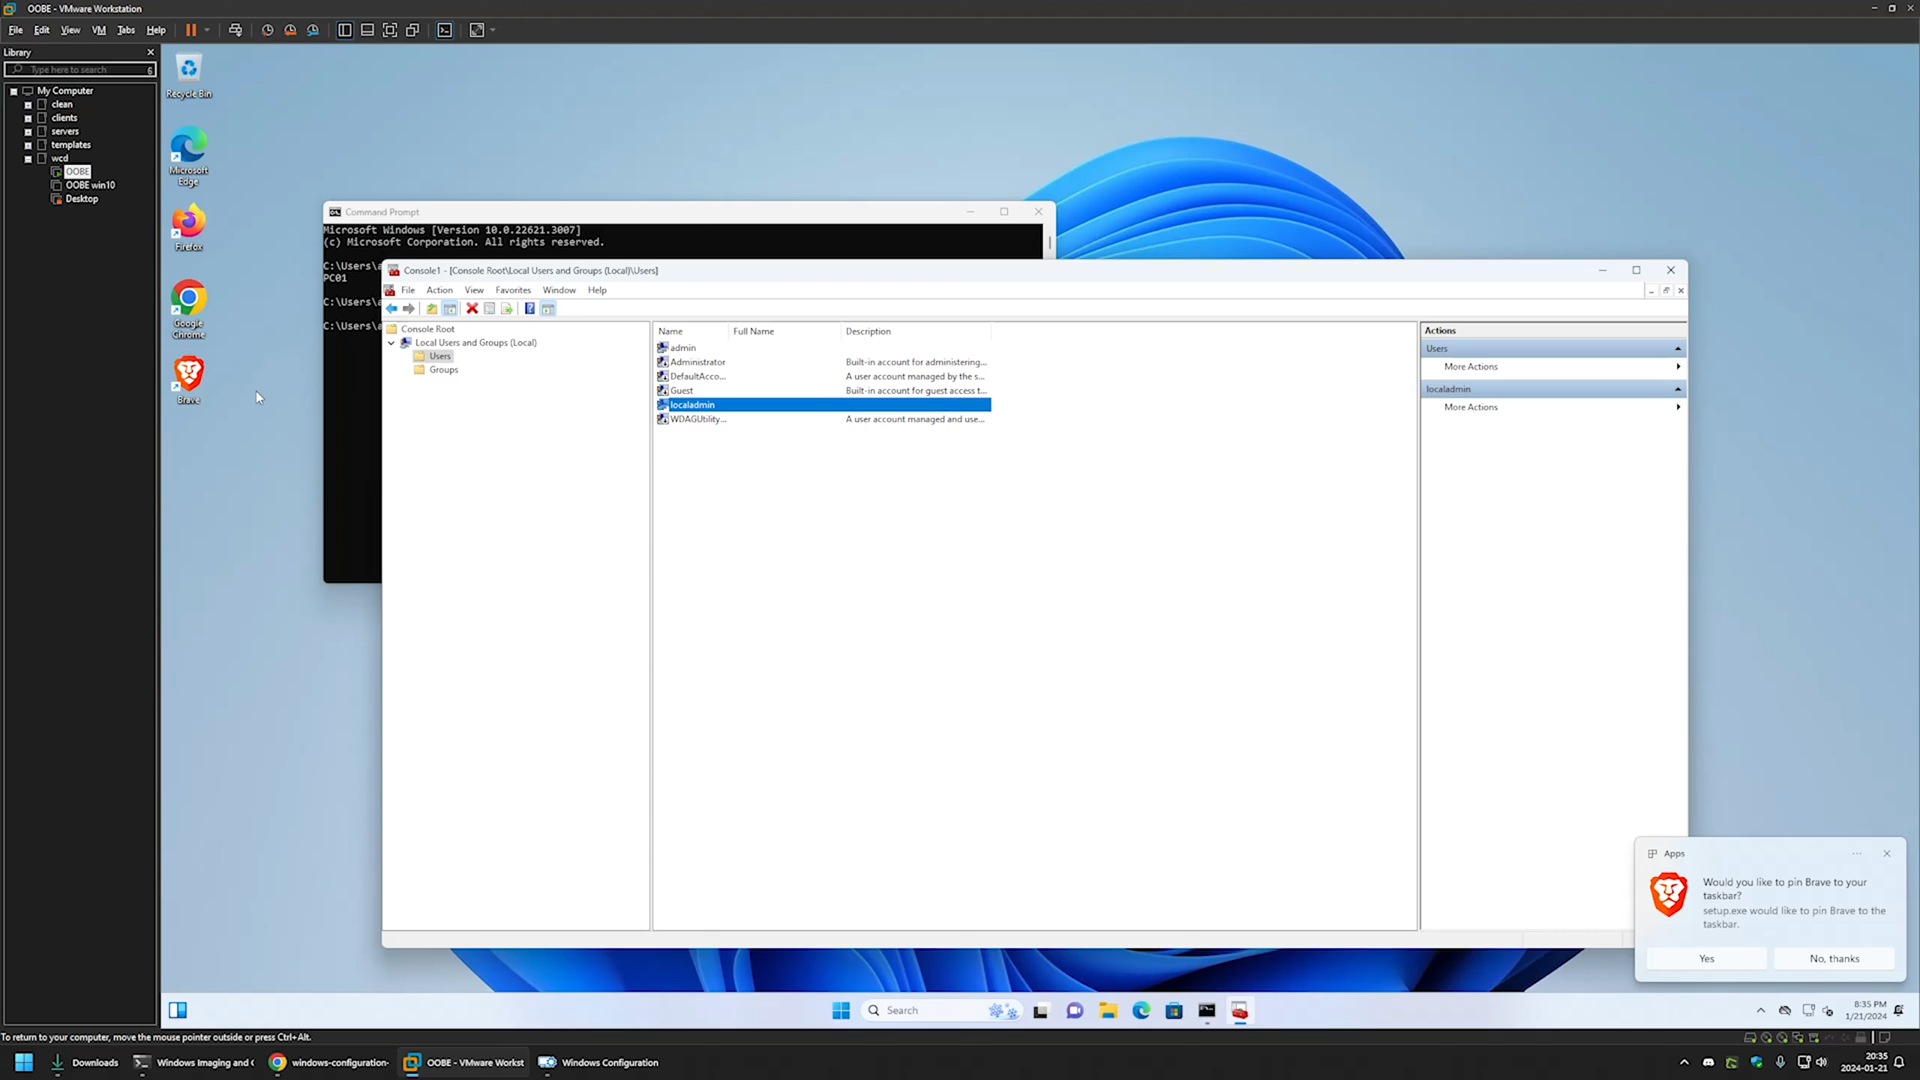 OOBE - VMware Workstation
File Edit View VM Tabs Help
Library
Type here to search
My Computer
clean
clients
servers
templates
wcd
OOBE
OOBE win10
Desktop
Recycle Bin
Microsoft
Edge
Firefox
Google
Chrome
Brave
Command Prompt
Microsoft Windows [Version 10.0.22621.3007]
(c) Microsoft Corporation. All rights reserved.
C:\Users\a
PC01
C:\Users\a
C:\Users\a
Console1 - [Console Root\Local Users and Groups (Local)\Users]
File Action View Favorites Window Help
Console Root
Local Users and Groups (Local)
Users
Groups
Name Full Name Description
admin
Administrator Built-in account for administering...
DefaultAcco... A user account managed by the s...
Guest Built-in account for guest access t...
localadmin
WDAGUtility... A user account managed and use...
Actions
Users
More Actions
localadmin
More Actions
Apps
Would you like to pin Brave to your
taskbar?
setup.exe would like to pin Brave to the
taskbar.
Yes No, thanks
Search
8:35 PM
1/21/2024
To return to your computer, move the mouse pointer outside or press Ctrl+Alt.
Downloads Windows Imaging and C windows-configuration- OOBE - VMware Workst Windows Configuration
20:35
2024-01-21